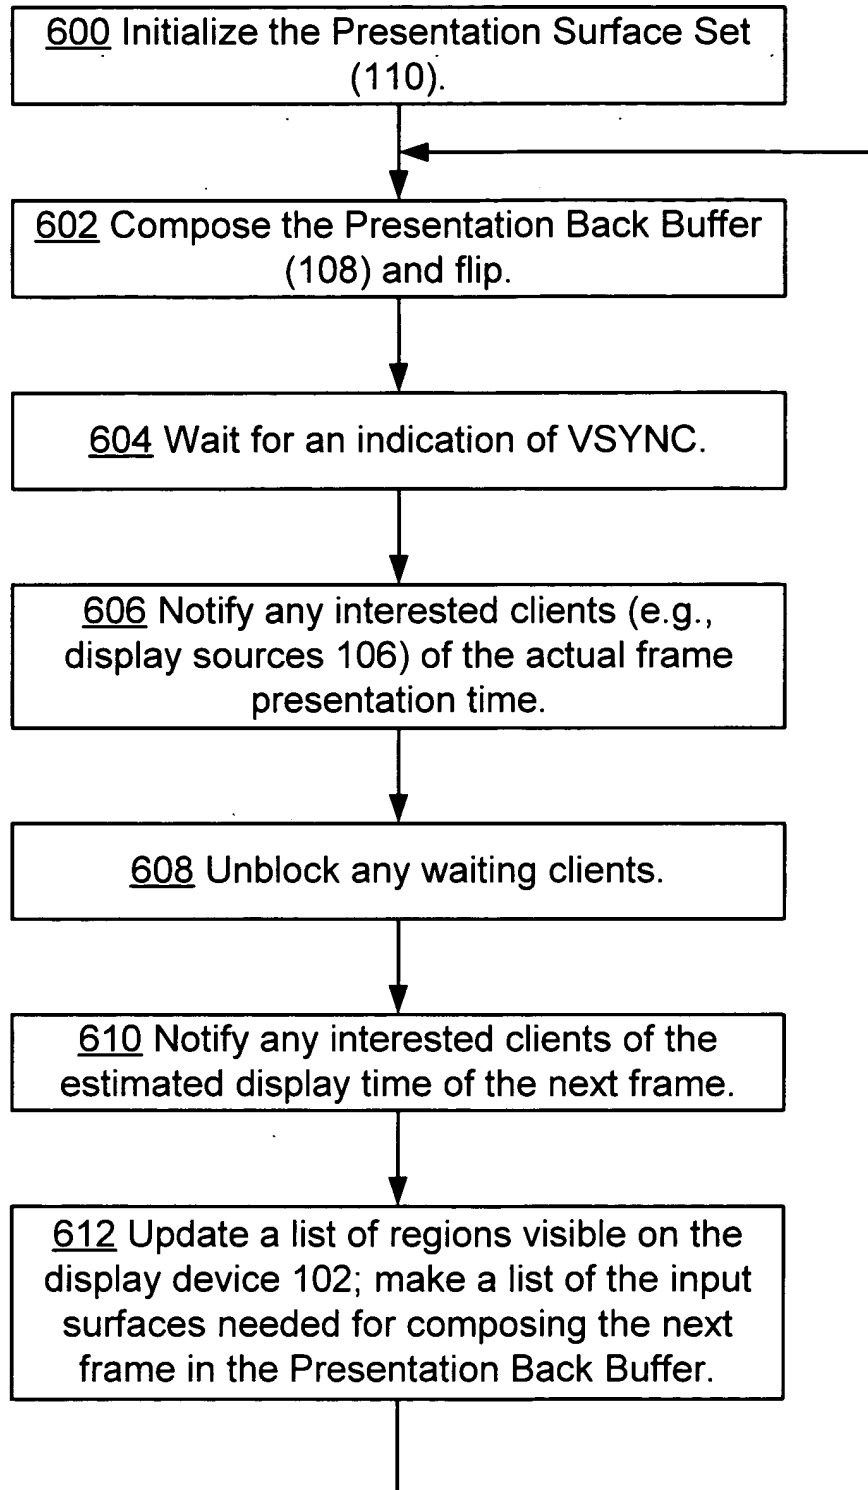 600 Initialize the Presentation Surface Set
(110).
602 Compose the Presentation Back Buffer
(108) and flip.
604 Wait for an indication of VSYNC.
606 Notify any interested clients (e.g.,
display sources 106) of the actual frame
presentation time.
608 Unblock any waiting clients.
610 Notify any interested clients of the
estimated display time of the next frame.
612 Update a list of regions visible on the
display device 102; make a list of the input
surfaces needed for composing the next
frame in the Presentation Back Buffer.